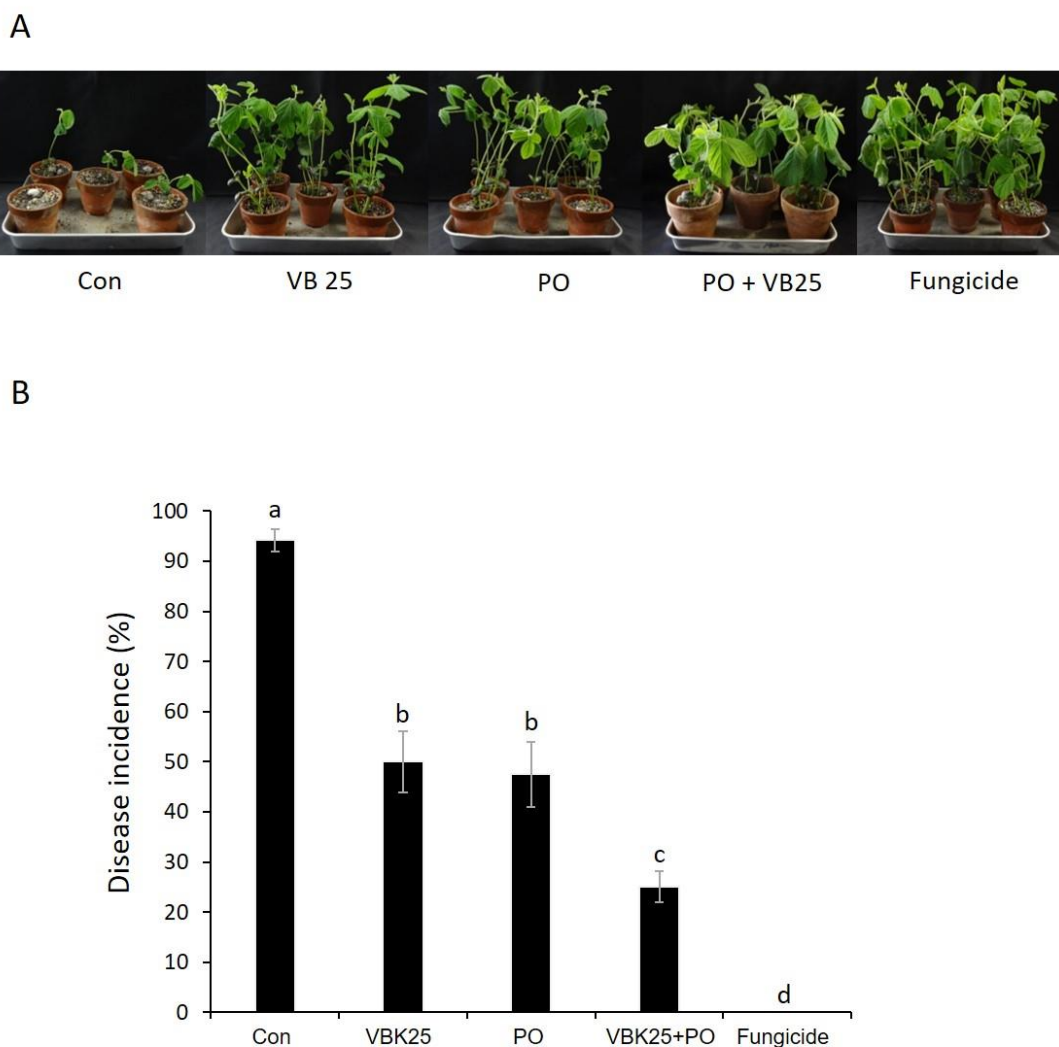 A
Con VB 25 PO PO + VB25 Fungicide
B
Disease incidence (%)
100
90
80
70
60
50
40
30
20
10
0
a
b
b
c
d
Con VBK25 PO VBK25+PO Fungicide